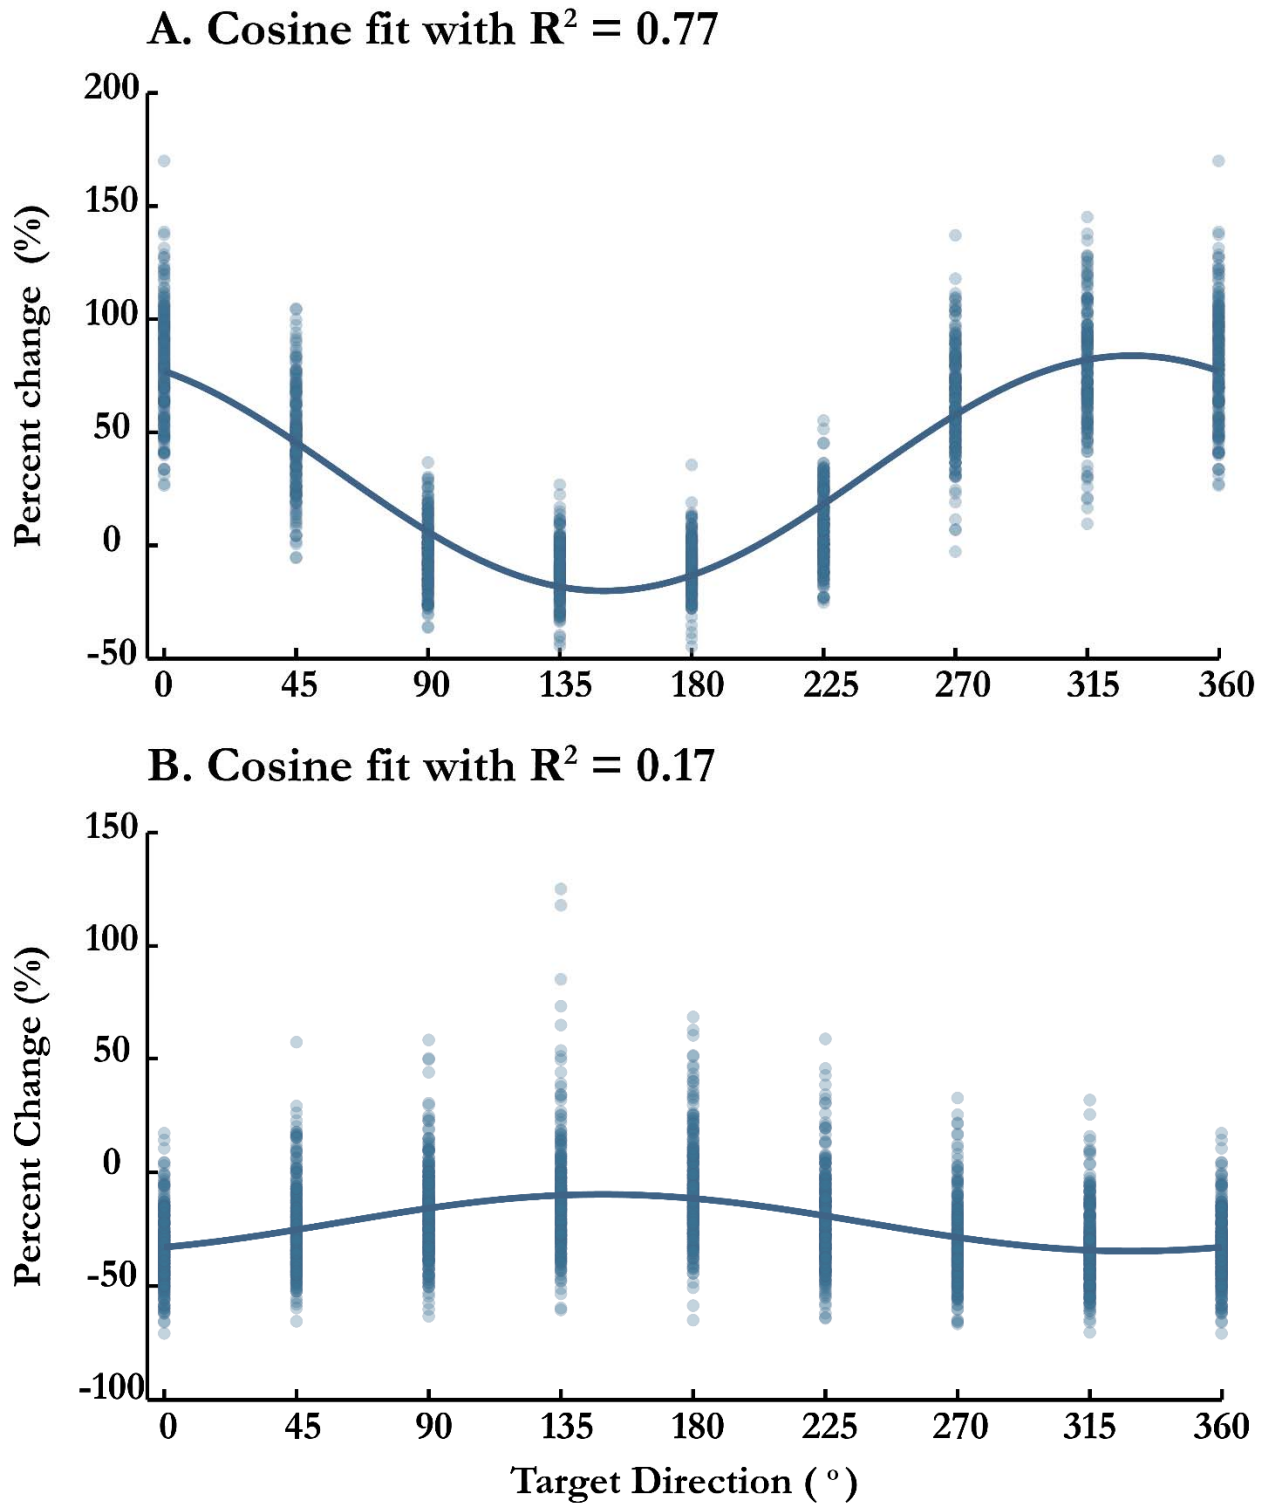 A. Cosine fit with R² = 0.77
200
150
100
50
0
-50
Percent change (%)
0 45 90 135 180 225 270 315 360
B. Cosine fit with R² = 0.17
150
100
50
0
-50
-100
Percent Change (%)
0 45 90 135 180 225 270 315 360
Target Direction ( º )